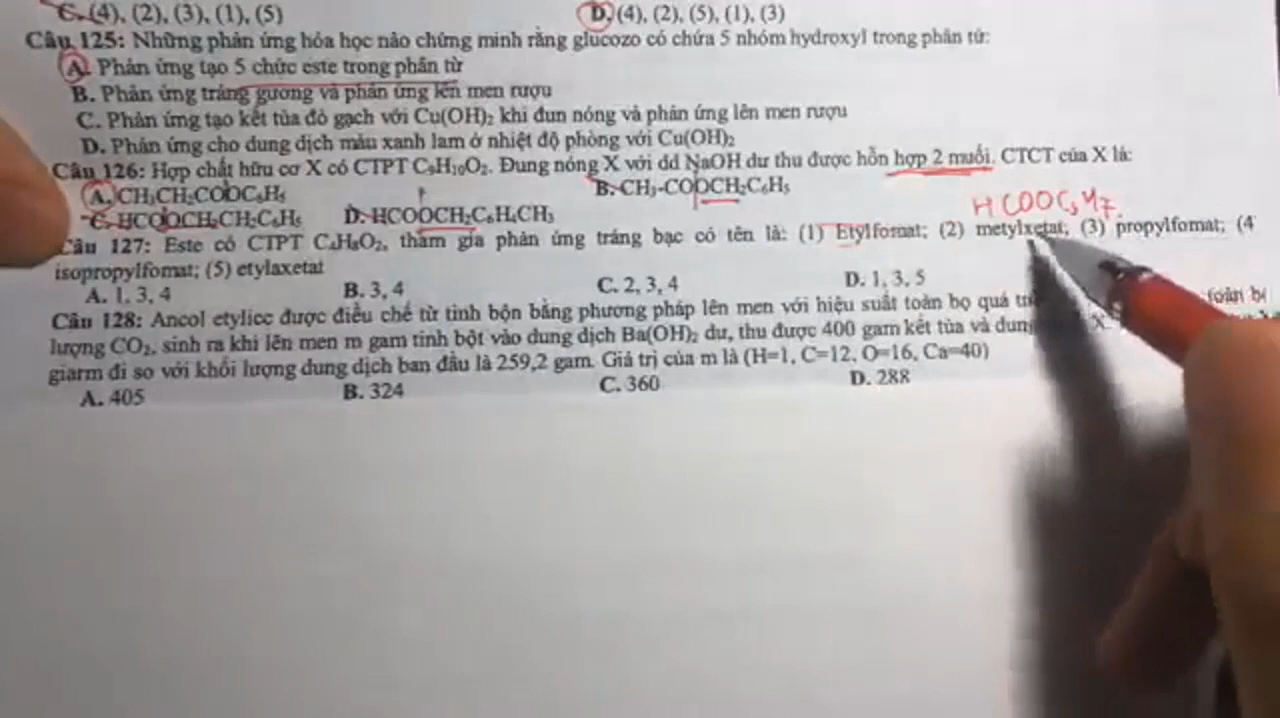 C. (4), (2), (3), (1), (5) D. (4), (2), (5), (1), (3)
Câu 125: Những phản ứng hóa học nào chứng minh rằng glucozo có chứa 5 nhóm hydroxyl trong phân tử:
A. Phản ứng tạo 5 chức este trong phân từ
B. Phản ứng tráng gương và phản ứng lên men rượu
C. Phản ứng tạo kết tủa đỏ gạch với Cu(OH)₂ khi đun nóng và phản ứng lên men rượu
D. Phản ứng cho dung dịch màu xanh lam ở nhiệt độ phòng với Cu(OH)₂
Câu 126: Hợp chất hữu cơ X có CTPT C₉H₁₀O₂. Đung nóng X với dd NaOH dư thu được hỗn hợp 2 muối. CTCT của X là:
A. CH₃CH₂COOC₆H₅ B. CH₃-COOCH₂C₆H₅
C. HCOOCH₂CH₂C₆H₅ D. HCOOCH₂C₆H₄CH₃
HCOOC₃H₇
Câu 127: Este có CTPT C₄H₈O₂, tham gia phản ứng tráng bạc có tên là: (1) Etylfomat; (2) metylxetat; (3) propylfomat; (4
isopropylfomat; (5) etylaxetat
A. 1, 3, 4 B. 3, 4 C. 2, 3, 4 D. 1, 3, 5
Câu 128: Ancol etylicc được điều chế từ tinh bộn bằng phương pháp lên men với hiệu suất toàn bọ quá toàn bộ
lượng CO₂, sinh ra khi lên men m gam tinh bột vào dung dịch Ba(OH)₂ dư, thu được 400 gam kết tủa và X
giarm đi so với khối lượng dung dịch ban đầu là 259,2 gam. Giá trị của m là (H=1, C=12, O=16, Ca=40)
A. 405 B. 324 C. 360 D. 288